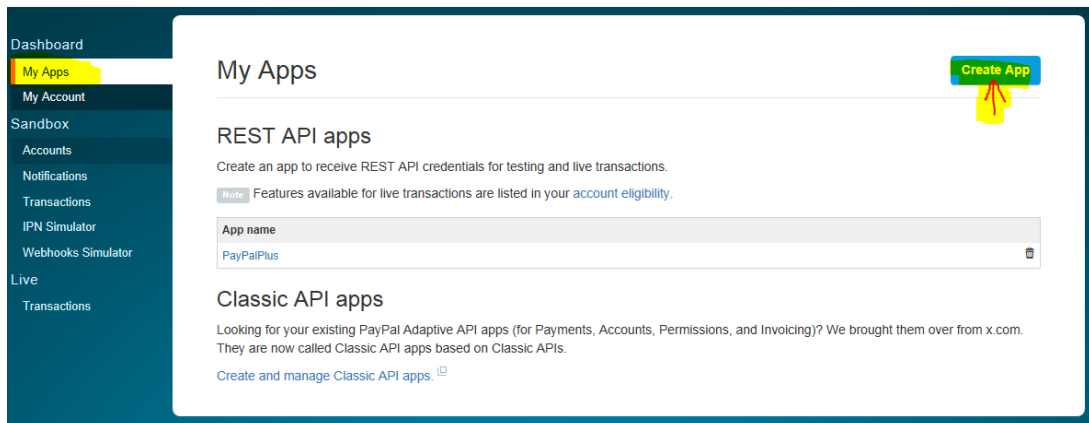 Dashboard
My Apps
My Account
Sandbox
Accounts
Notifications
Transactions
IPN Simulator
Webhooks Simulator
Live
Transactions
My Apps
Create App
REST API apps
Create an app to receive REST API credentials for testing and live transactions.
Note Features available for live transactions are listed in your account eligibility.
App name
PayPalPlus
Classic API apps
Looking for your existing PayPal Adaptive API apps (for Payments, Accounts, Permissions, and Invoicing)? We brought them over from x.com.
They are now called Classic API apps based on Classic APIs.
Create and manage Classic API apps.